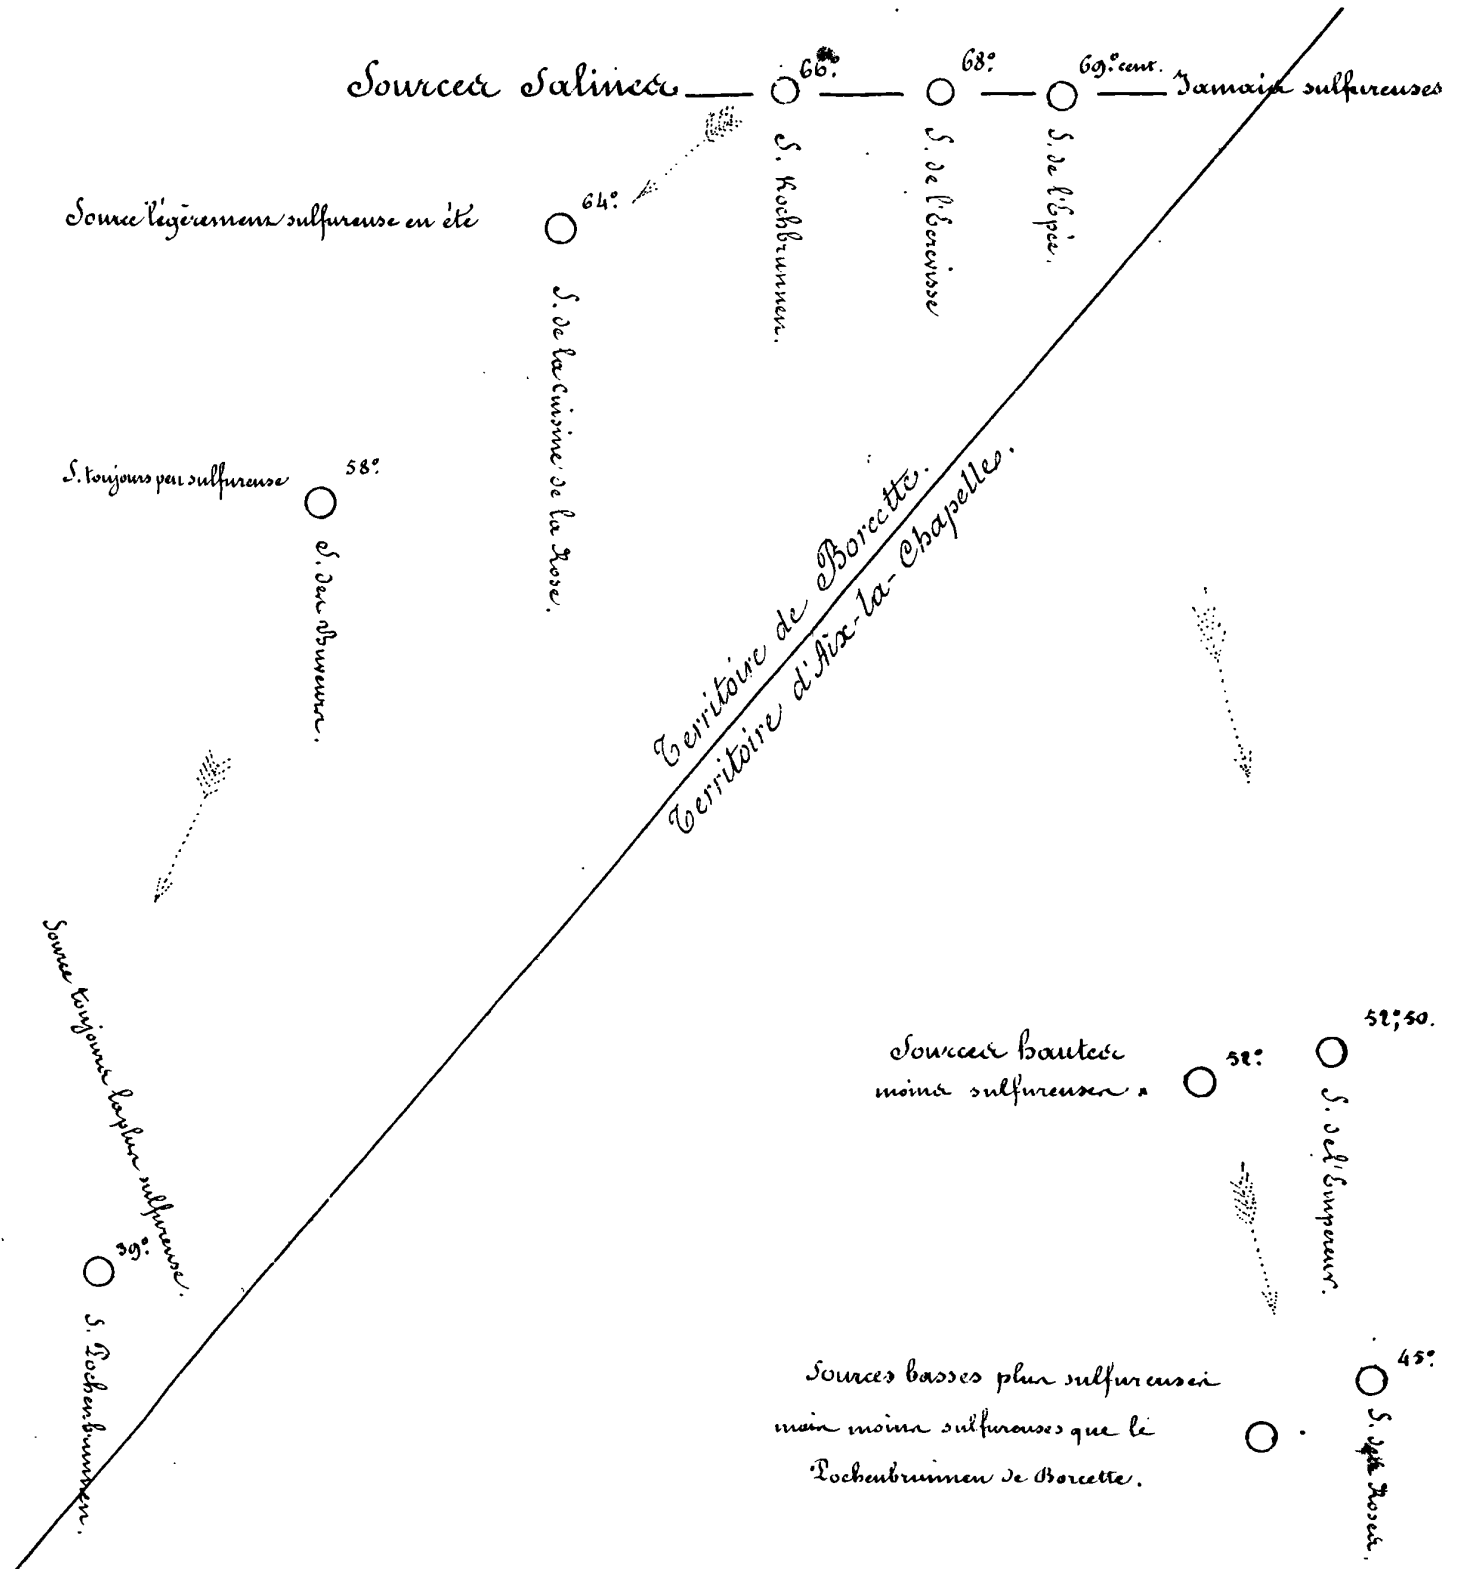 Sources Salines
66°.
68°.
69°. cent.
Jamais sulfureuses
S. Kochbrunnen.
S. de l'Ecrevisse
S. de l'Epée.
Source légèrement sulfureuse en été
64°.
S. de la Cuisine de la Rose.
S. toujours peu sulfureuse
58°.
S. des Buveurs.
Territoire de Borcette.
Territoire d'Aix-la-Chapelle.
Source toujours la plus sulfureuse.
39°.
S. Pochenbrunnen.
Sources hautes
moins sulfureuses.
52°.
52°,50.
S. de l'Empereur.
Sources basses plus sulfureuses
mais moins sulfureuses que le
Pochenbrunnen de Borcette.
45°.
S. Roses.